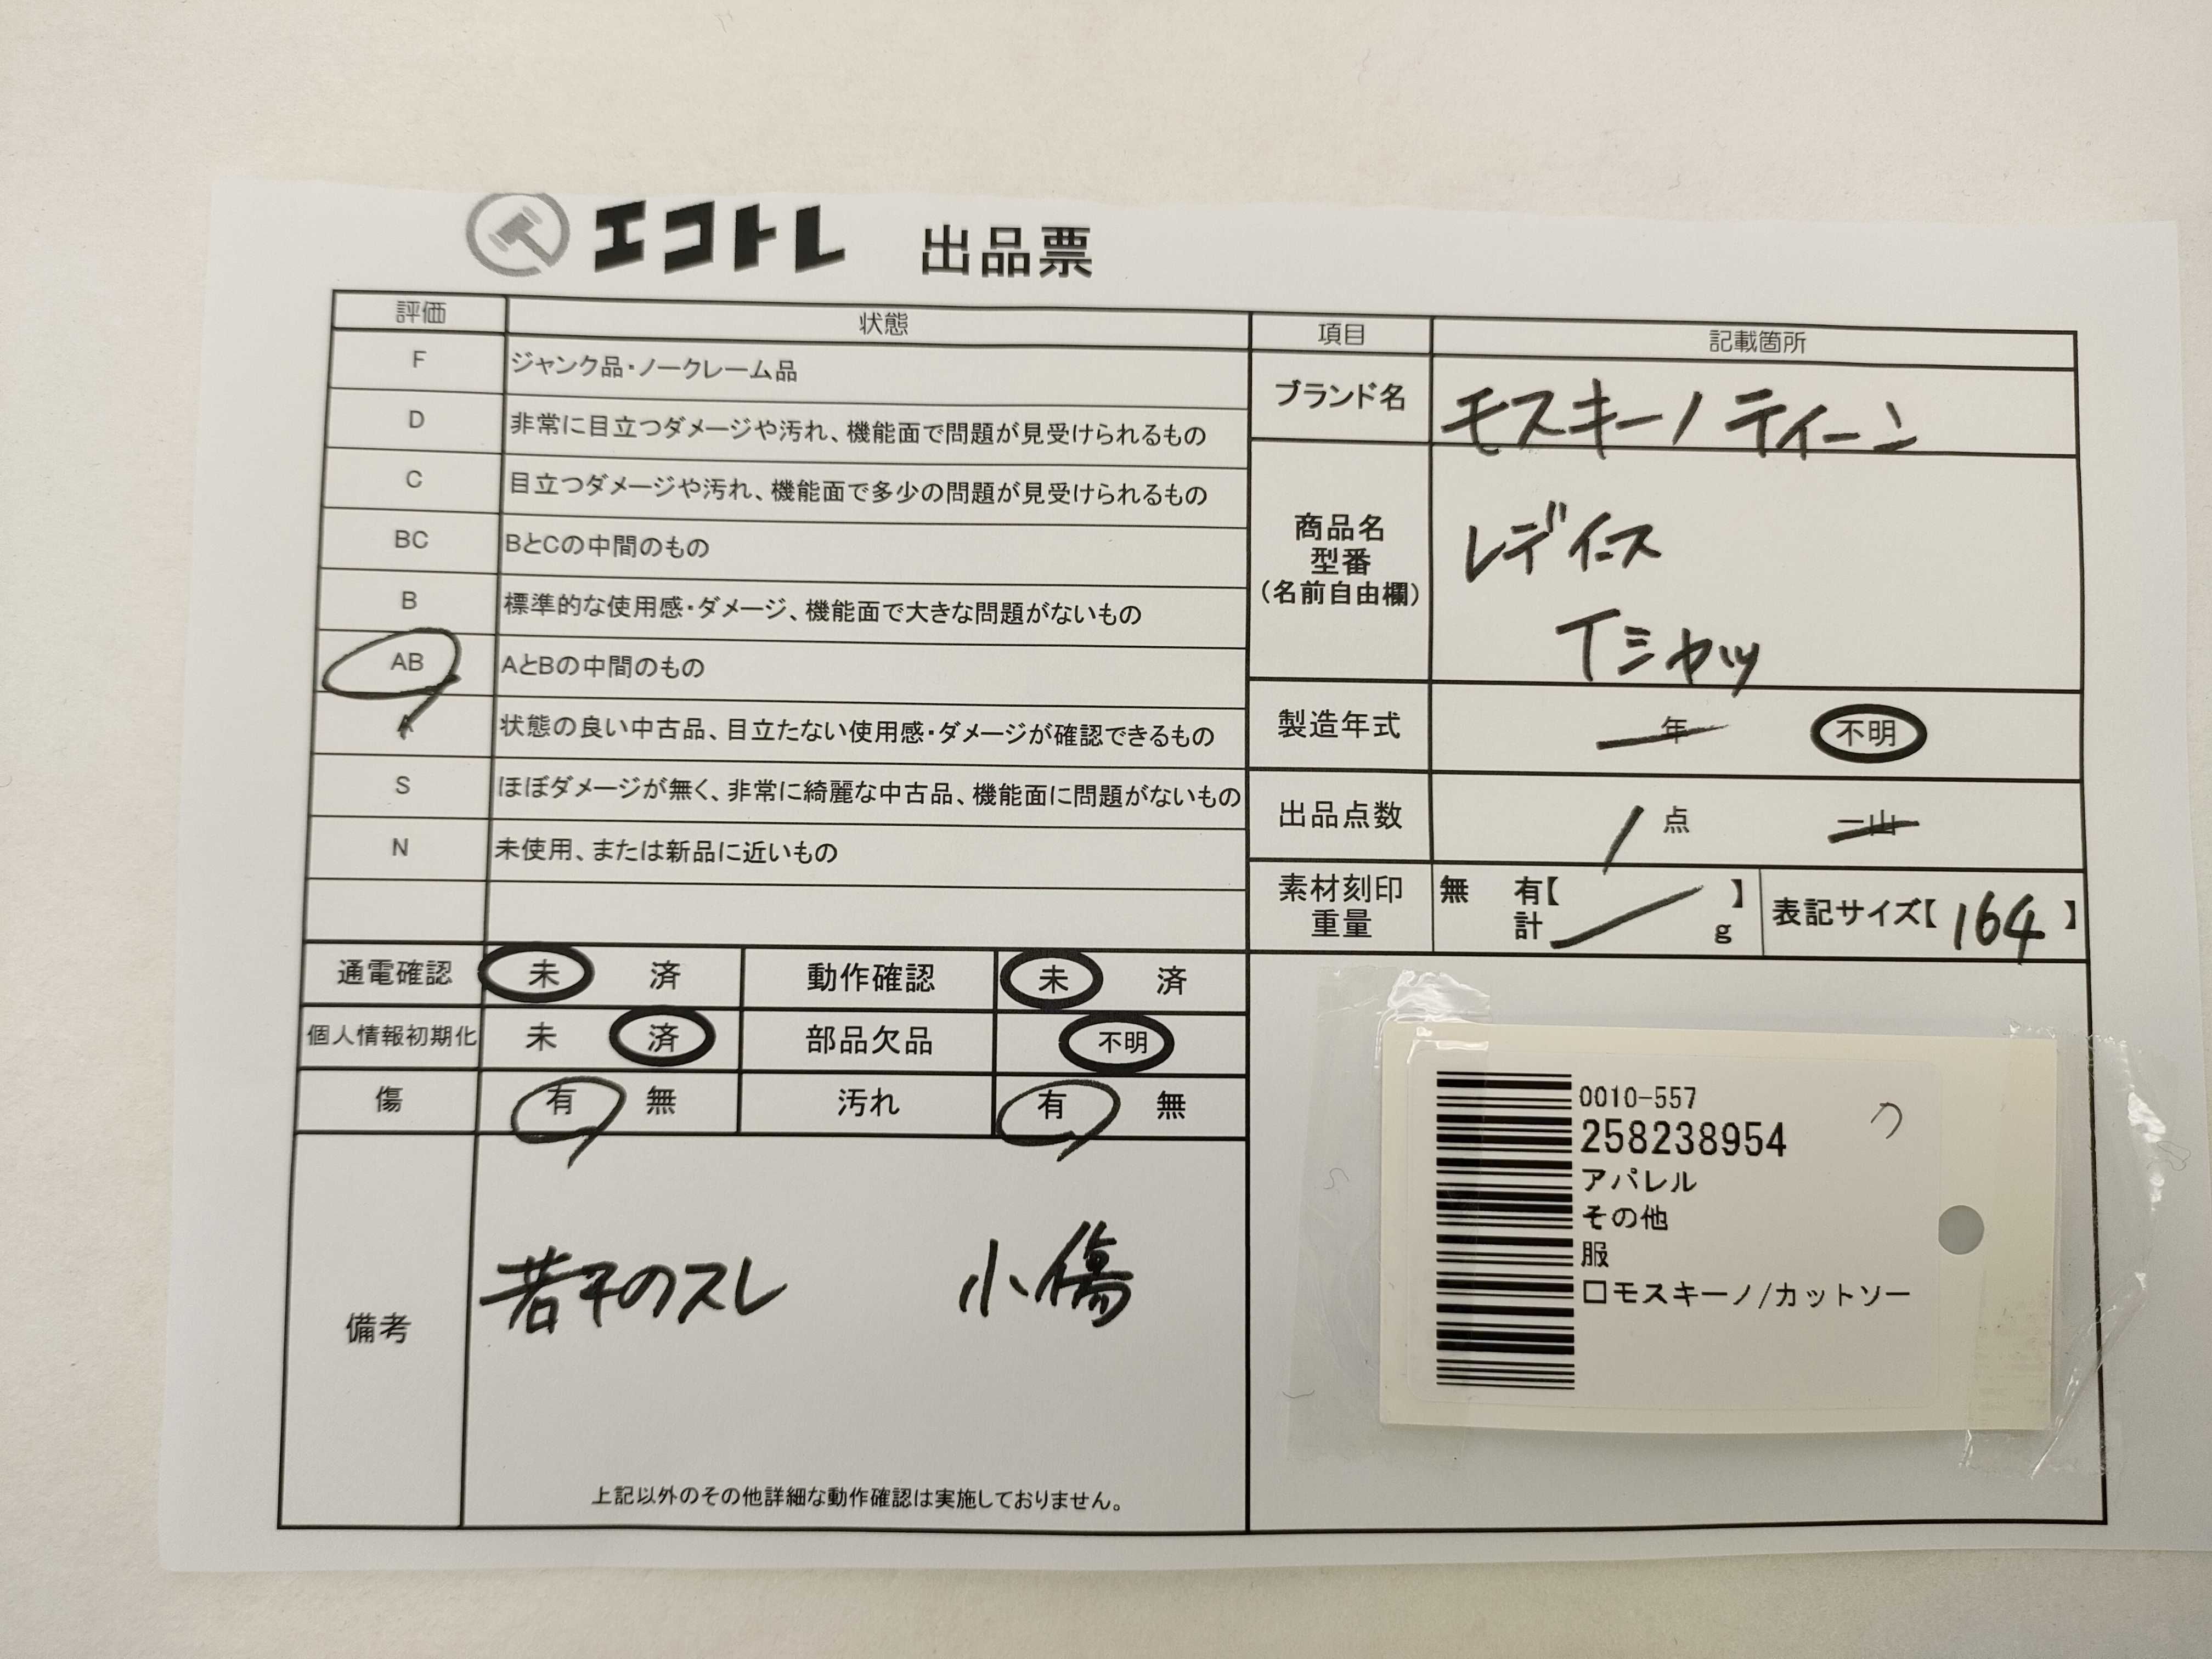 エコトレ 出品票
評価 状態
F ジャンク品・ノークレーム品
D 非常に目立つダメージや汚れ、機能面で問題が見受けられるもの
C 目立つダメージや汚れ、機能面で多少の問題が見受けられるもの
BC BとCの中間のもの
B 標準的な使用感・ダメージ、機能面で大きな問題がないもの
AB AとBの中間のもの
A 状態の良い中古品、目立たない使用感・ダメージが確認できるもの
S ほぼダメージが無く、非常に綺麗な中古品、機能面に問題がないもの
N 未使用、または新品に近いもの
通電確認 未 済 動作確認 未 済
個人情報初期化 未 済 部品欠品 不明
傷 有 無 汚れ 有 無
備考 若干のスレ 小傷
上記以外のその他詳細な動作確認は実施しておりません。
項目 記載箇所
ブランド名 モスキーノ ティーン
商品名
型番
(名前自由欄)
レディース
Tシャツ
製造年式 年 不明
出品点数 1 点 一山
素材刻印
重量
無 有【 】
計 g
表記サイズ【 164 】
0010-557
258238954
アパレル
その他
服
□モスキーノ/カットソー